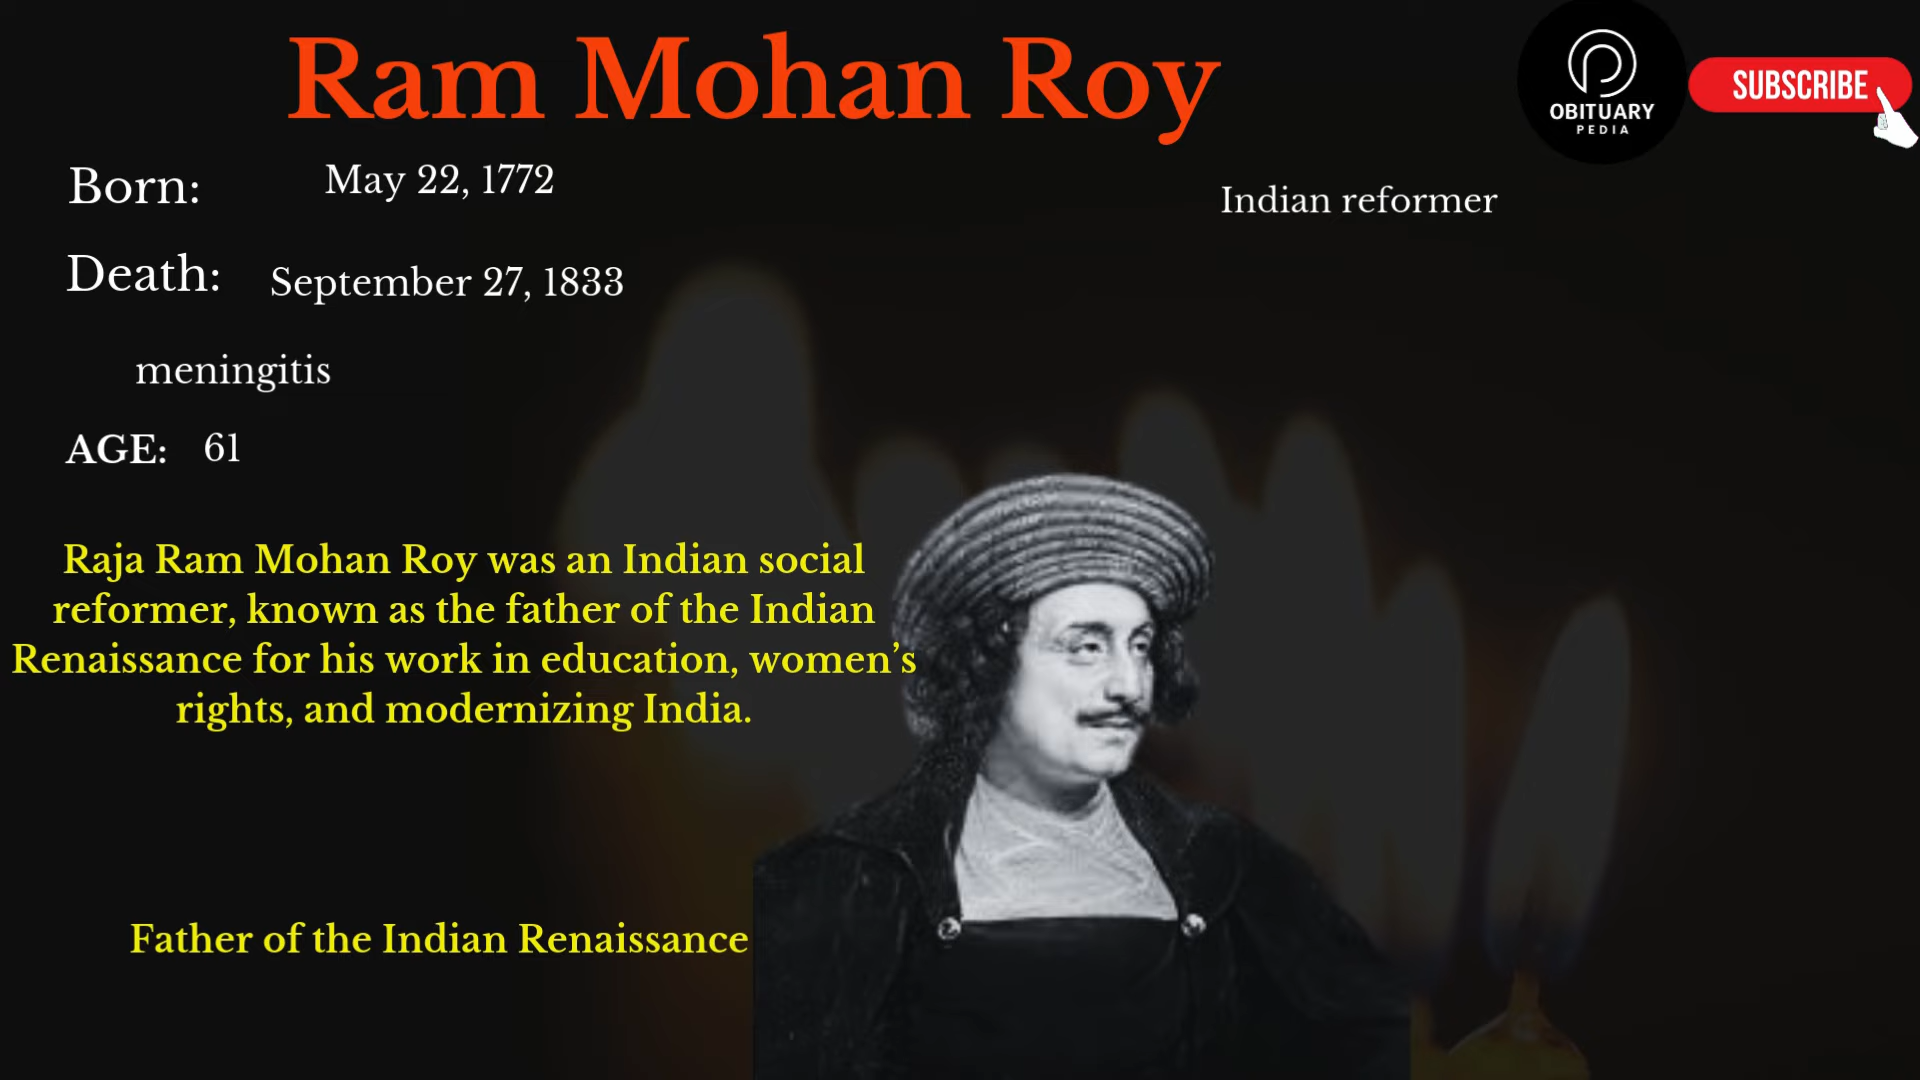 Ram Mohan Roy
OBITUARY
PEDIA
SUBSCRIBE
Born: May 22, 1772
Indian reformer
Death: September 27, 1833
meningitis
AGE: 61
Raja Ram Mohan Roy was an Indian social
reformer, known as the father of the Indian
Renaissance for his work in education, women’s
rights, and modernizing India.
Father of the Indian Renaissance